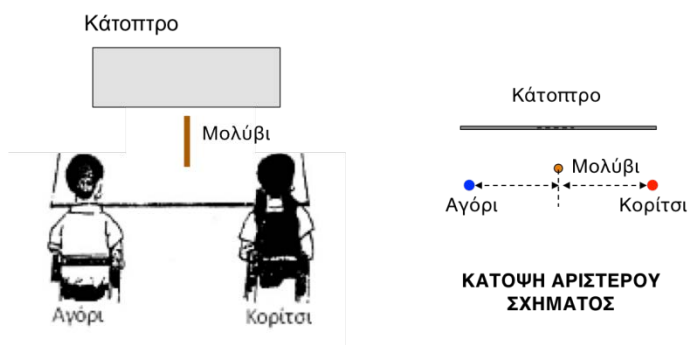 Κάτοπτρο
Μολύβι
Αγόρι
Κορίτσι
Κάτοπτρο
Μολύβι
Αγόρι
Κορίτσι
ΚΑΤΟΨΗ ΑΡΙΣΤΕΡΟΥ
ΣΧΗΜΑΤΟΣ